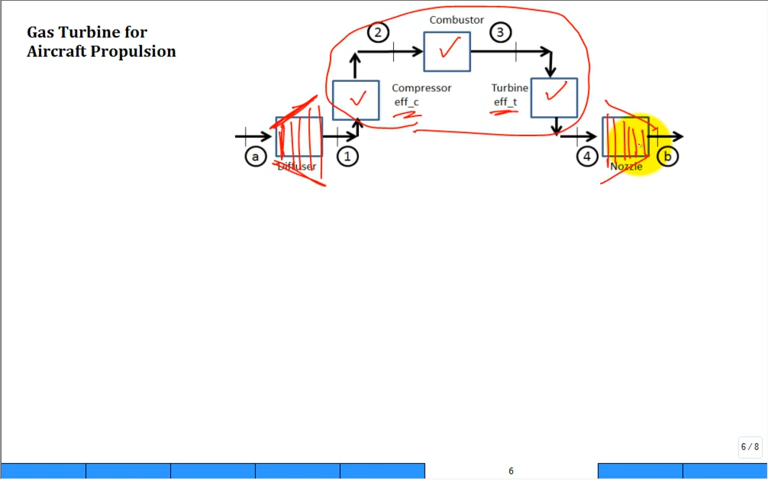 Gas Turbine for
Aircraft Propulsion
Combustor
2
3
Compressor
eff_c
Turbine
eff_t
a
Diffuser
1
4
Nozzle
b
6 / 8
6